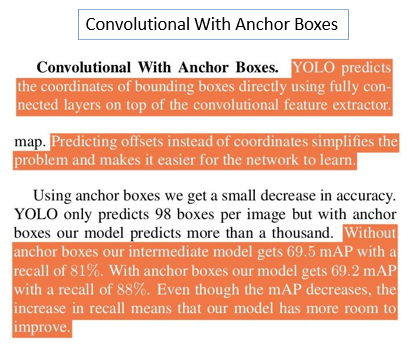 Convolutional With Anchor Boxes
Convolutional With Anchor Boxes. YOLO predicts
the coordinates of bounding boxes directly using fully con-
nected layers on top of the convolutional feature extractor.
map. Predicting offsets instead of coordinates simplifies the
problem and makes it easier for the network to learn.
Using anchor boxes we get a small decrease in accuracy.
YOLO only predicts 98 boxes per image but with anchor
boxes our model predicts more than a thousand. Without
anchor boxes our intermediate model gets 69.5 mAP with a
recall of 81%. With anchor boxes our model gets 69.2 mAP
with a recall of 88%. Even though the mAP decreases, the
increase in recall means that our model has more room to
improve.